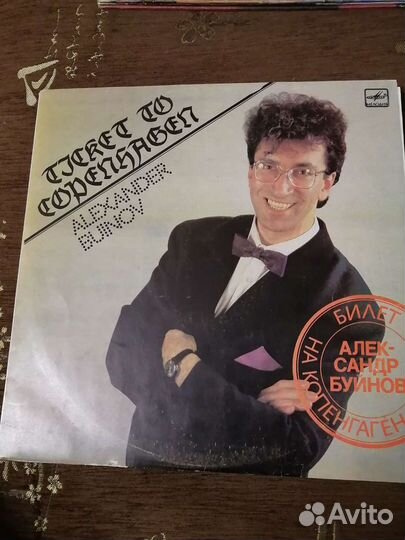 TICKET TO
COPENHAGEN
ALEXANDER
BUINOV
БИЛЕТ
АЛЕК-
САНДР
БУЙНОВ
НА КОПЕНГАГЕН
Avito